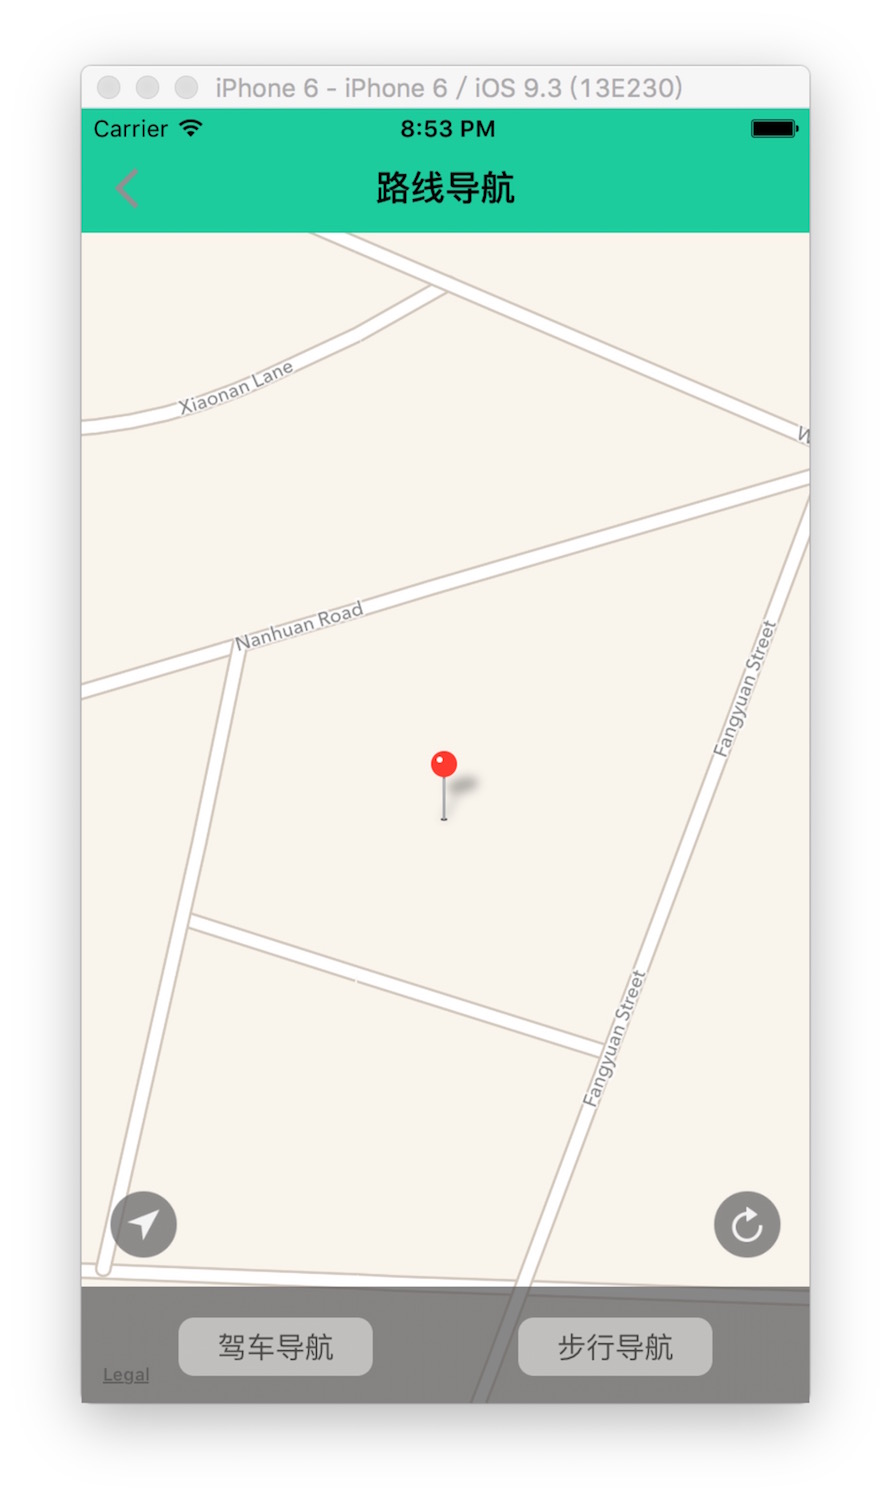 iPhone 6 - iPhone 6 / iOS 9.3 (13E230)
Carrier 8:53 PM
路线导航
Xiaonan Lane
Nanhuan Road
Fangyuan Street
Fangyuan Street
驾车导航 步行导航
Legal